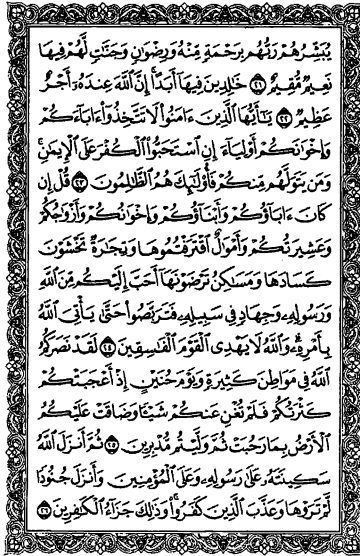 يُبَشِّرُهُمْ رَبُّهُم بِرَحْمَةٍ مِّنْهُ وَرِضْوَٰنٍ وَجَنَّٰتٍ لَّهُمْ فِيهَا
نَعِيمٌ مُّقِيمٌ ٢١ خَٰلِدِينَ فِيهَآ أَبَدًا إِنَّ ٱللَّهَ عِندَهُۥٓ أَجْرٌ
عَظِيمٌ ٢٢ يَٰٓأَيُّهَا ٱلَّذِينَ ءَامَنُوا۟ لَا تَتَّخِذُوٓا۟ ءَابَآءَكُمْ
وَإِخْوَٰنَكُمْ أَوْلِيَآءَ إِنِ ٱسْتَحَبُّوا۟ ٱلْكُفْرَ عَلَى ٱلْإِيمَٰنِ
وَمَن يَتَوَلَّهُم مِّنكُمْ فَأُو۟لَٰٓئِكَ هُمُ ٱلظَّٰلِمُونَ ٢٣ قُلْ إِن
كَانَ ءَابَآؤُكُمْ وَأَبْنَآؤُكُمْ وَإِخْوَٰنُكُمْ وَأَزْوَٰجُكُمْ
وَعَشِيرَتُكُمْ وَأَمْوَٰلٌ ٱقْتَرَفْتُمُوهَا وَتِجَٰرَةٌ تَخْشَوْنَ
كَسَادَهَا وَمَسَٰكِنُ تَرْضَوْنَهَآ أَحَبَّ إِلَيْكُم مِّنَ ٱللَّهِ
وَرَسُولِهِۦ وَجِهَادٍ فِى سَبِيلِهِۦ فَتَرَبَّصُوا۟ حَتَّىٰ يَأْتِىَ ٱللَّهُ
بِأَمْرِهِۦ وَٱللَّهُ لَا يَهْدِى ٱلْقَوْمَ ٱلْفَٰسِقِينَ ٢٤ لَقَدْ نَصَرَكُمُ
ٱللَّهُ فِى مَوَاطِنَ كَثِيرَةٍ وَيَوْمَ حُنَيْنٍ إِذْ أَعْجَبَتْكُمْ
كَثْرَتُكُمْ فَلَمْ تُغْنِ عَنكُمْ شَيْـًٔا وَضَاقَتْ عَلَيْكُمُ
ٱلْأَرْضُ بِمَا رَحُبَتْ ثُمَّ وَلَّيْتُم مُّدْبِرِينَ ٢٥ ثُمَّ أَنزَلَ ٱللَّهُ
سَكِينَتَهُۥ عَلَىٰ رَسُولِهِۦ وَعَلَى ٱلْمُؤْمِنِينَ وَأَنزَلَ جُنُودًا
لَّمْ تَرَوْهَا وَعَذَّبَ ٱلَّذِينَ كَفَرُوا۟ وَذَٰلِكَ جَزَآءُ ٱلْكَٰفِرِينَ ٢٦